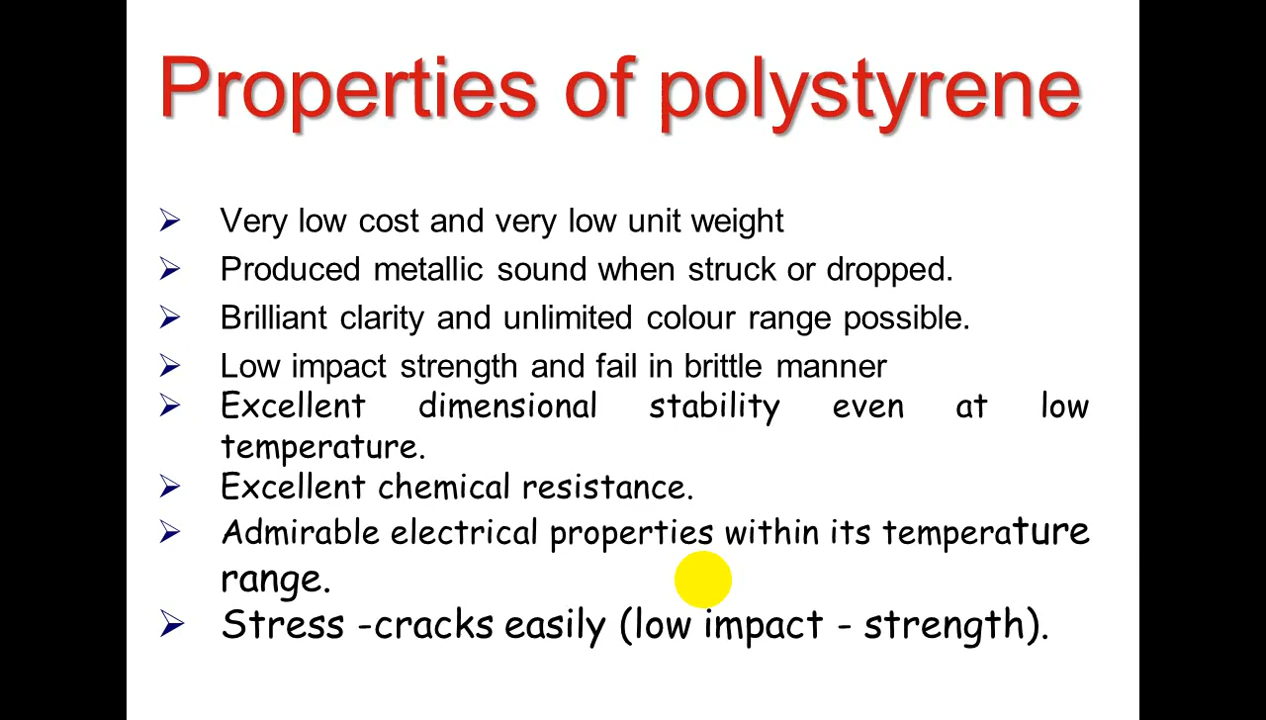 Properties of polystyrene
➢ Very low cost and very low unit weight
➢ Produced metallic sound when struck or dropped.
➢ Brilliant clarity and unlimited colour range possible.
➢ Low impact strength and fail in brittle manner
➢ Excellent dimensional stability even at low
temperature.
➢ Excellent chemical resistance.
➢ Admirable electrical properties within its temperature
range.
➢ Stress -cracks easily (low impact - strength).